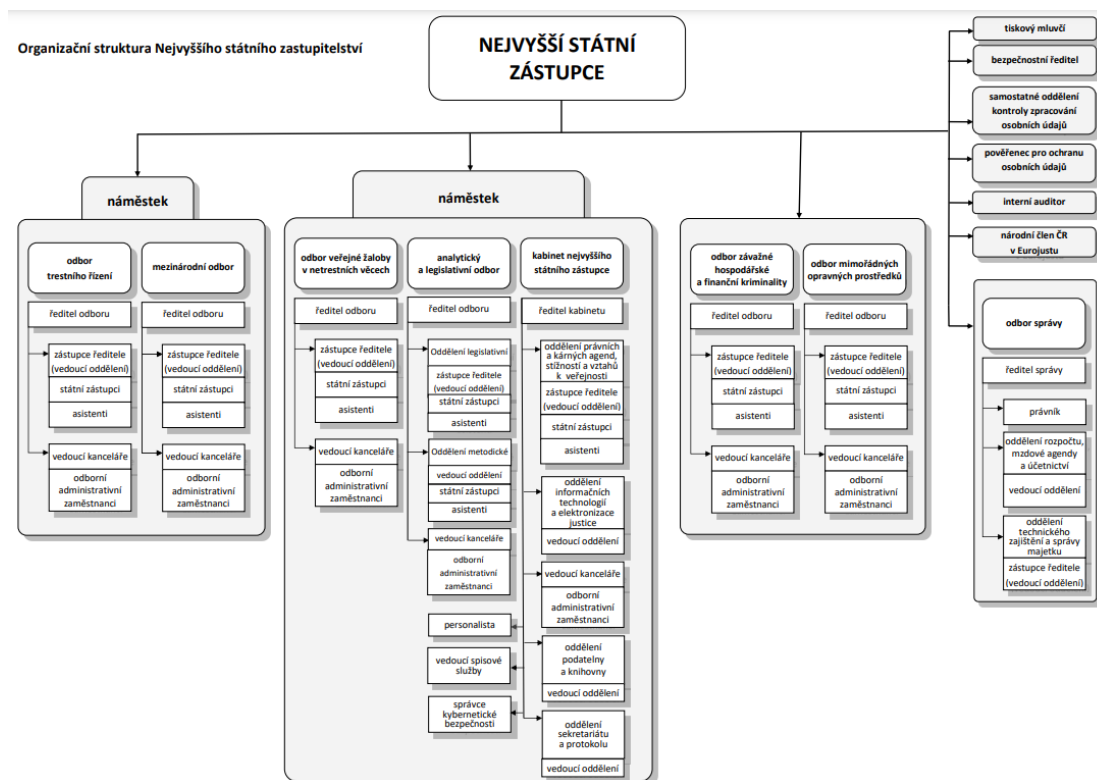 Organizační struktura Nejvyššího státního zastupitelství
NEJVYŠŠÍ STÁTNÍ
ZÁSTUPCE
tiskový mluvčí
bezpečnostní ředitel
samostatné oddělení
kontroly zpracování
osobních údajů
pověřenec pro ochranu
osobních údajů
interní auditor
národní člen ČR
v Eurojustu
náměstek
odbor
trestního řízení
ředitel odboru
zástupce ředitele
(vedoucí oddělení)
státní zástupci
asistenti
vedoucí kanceláře
odborní
administrativní
zaměstnanci
mezinárodní odbor
ředitel odboru
zástupce ředitele
(vedoucí oddělení)
státní zástupci
asistenti
vedoucí kanceláře
odborní
administrativní
zaměstnanci
náměstek
odbor veřejné žaloby
v netrestních věcech
ředitel odboru
zástupce ředitele
(vedoucí oddělení)
státní zástupci
asistenti
vedoucí kanceláře
odborní
administrativní
zaměstnanci
analytický
a legislativní odbor
ředitel odboru
Oddělení legislativní
zástupce ředitele
(vedoucí oddělení)
státní zástupci
asistenti
Oddělení metodické
vedoucí oddělení
státní zástupci
asistenti
vedoucí kanceláře
odborní
administrativní
zaměstnanci
kabinet nejvyššího
státního zástupce
ředitel kabinetu
oddělení právních
a kárných agend,
stížností a vztahů
k veřejnosti
zástupce ředitele
(vedoucí oddělení)
státní zástupci
asistenti
oddělení
informačních
technologií
a elektronizace
justice
vedoucí oddělení
vedoucí kanceláře
odborní
administrativní
zaměstnanci
personalista
vedoucí spisové
služby
správce
kybernetické
bezpečnosti
oddělení
podatelny
a knihovny
vedoucí oddělení
oddělení
sekretariátu
a protokolu
vedoucí oddělení
odbor závažné
hospodářské
a finanční kriminality
ředitel odboru
zástupce ředitele
(vedoucí oddělení)
státní zástupci
asistenti
vedoucí kanceláře
odborní
administrativní
zaměstnanci
odbor mimořádných
opravných prostředků
ředitel odboru
zástupce ředitele
(vedoucí oddělení)
státní zástupci
asistenti
vedoucí kanceláře
odborní
administrativní
zaměstnanci
odbor správy
ředitel správy
právník
oddělení rozpočtu,
mzdové agendy
a účetnictví
vedoucí oddělení
oddělení
technického
zajištění a správy
majetku
zástupce ředitele
(vedoucí oddělení)